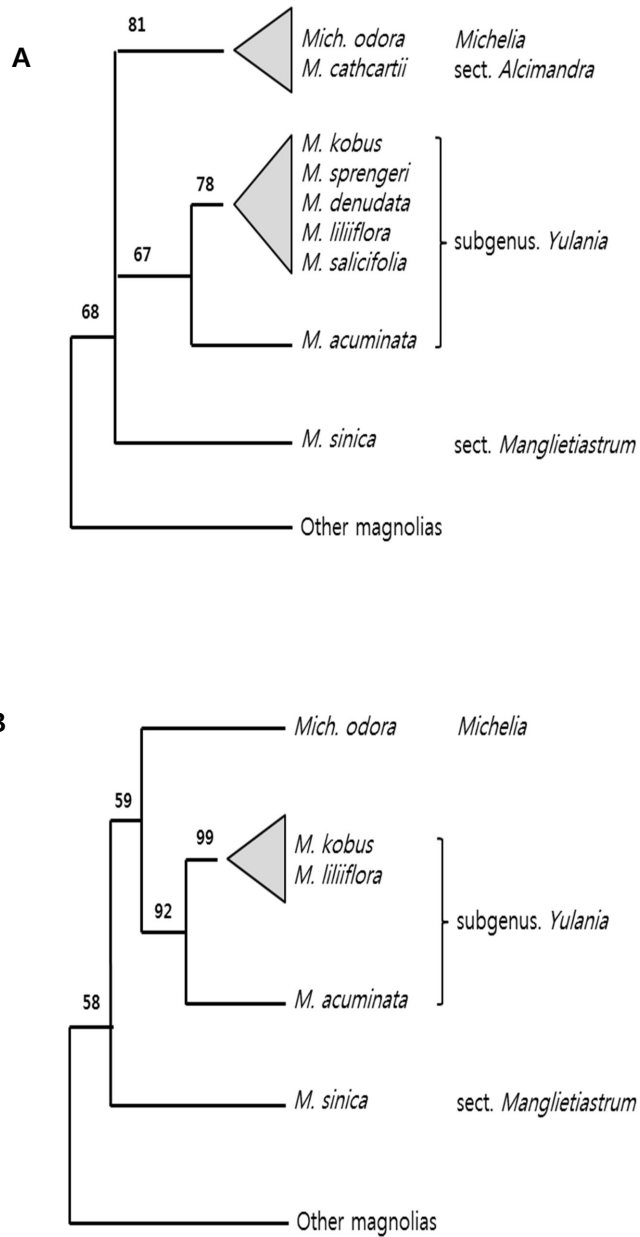 A
81
Mich. odora Michelia
M. cathcartii sect. Alcimandra
M. kobus
M. sprengeri
78
M. denudata
M. liliiflora
subgenus. Yulania
67
M. salicifolia
68
M. acuminata
M. sinica sect. Manglietiastrum
Other magnolias
B
Mich. odora Michelia
59
99
M. kobus
M. liliiflora
92
subgenus. Yulania
58
M. acuminata
M. sinica sect. Manglietiastrum
Other magnolias